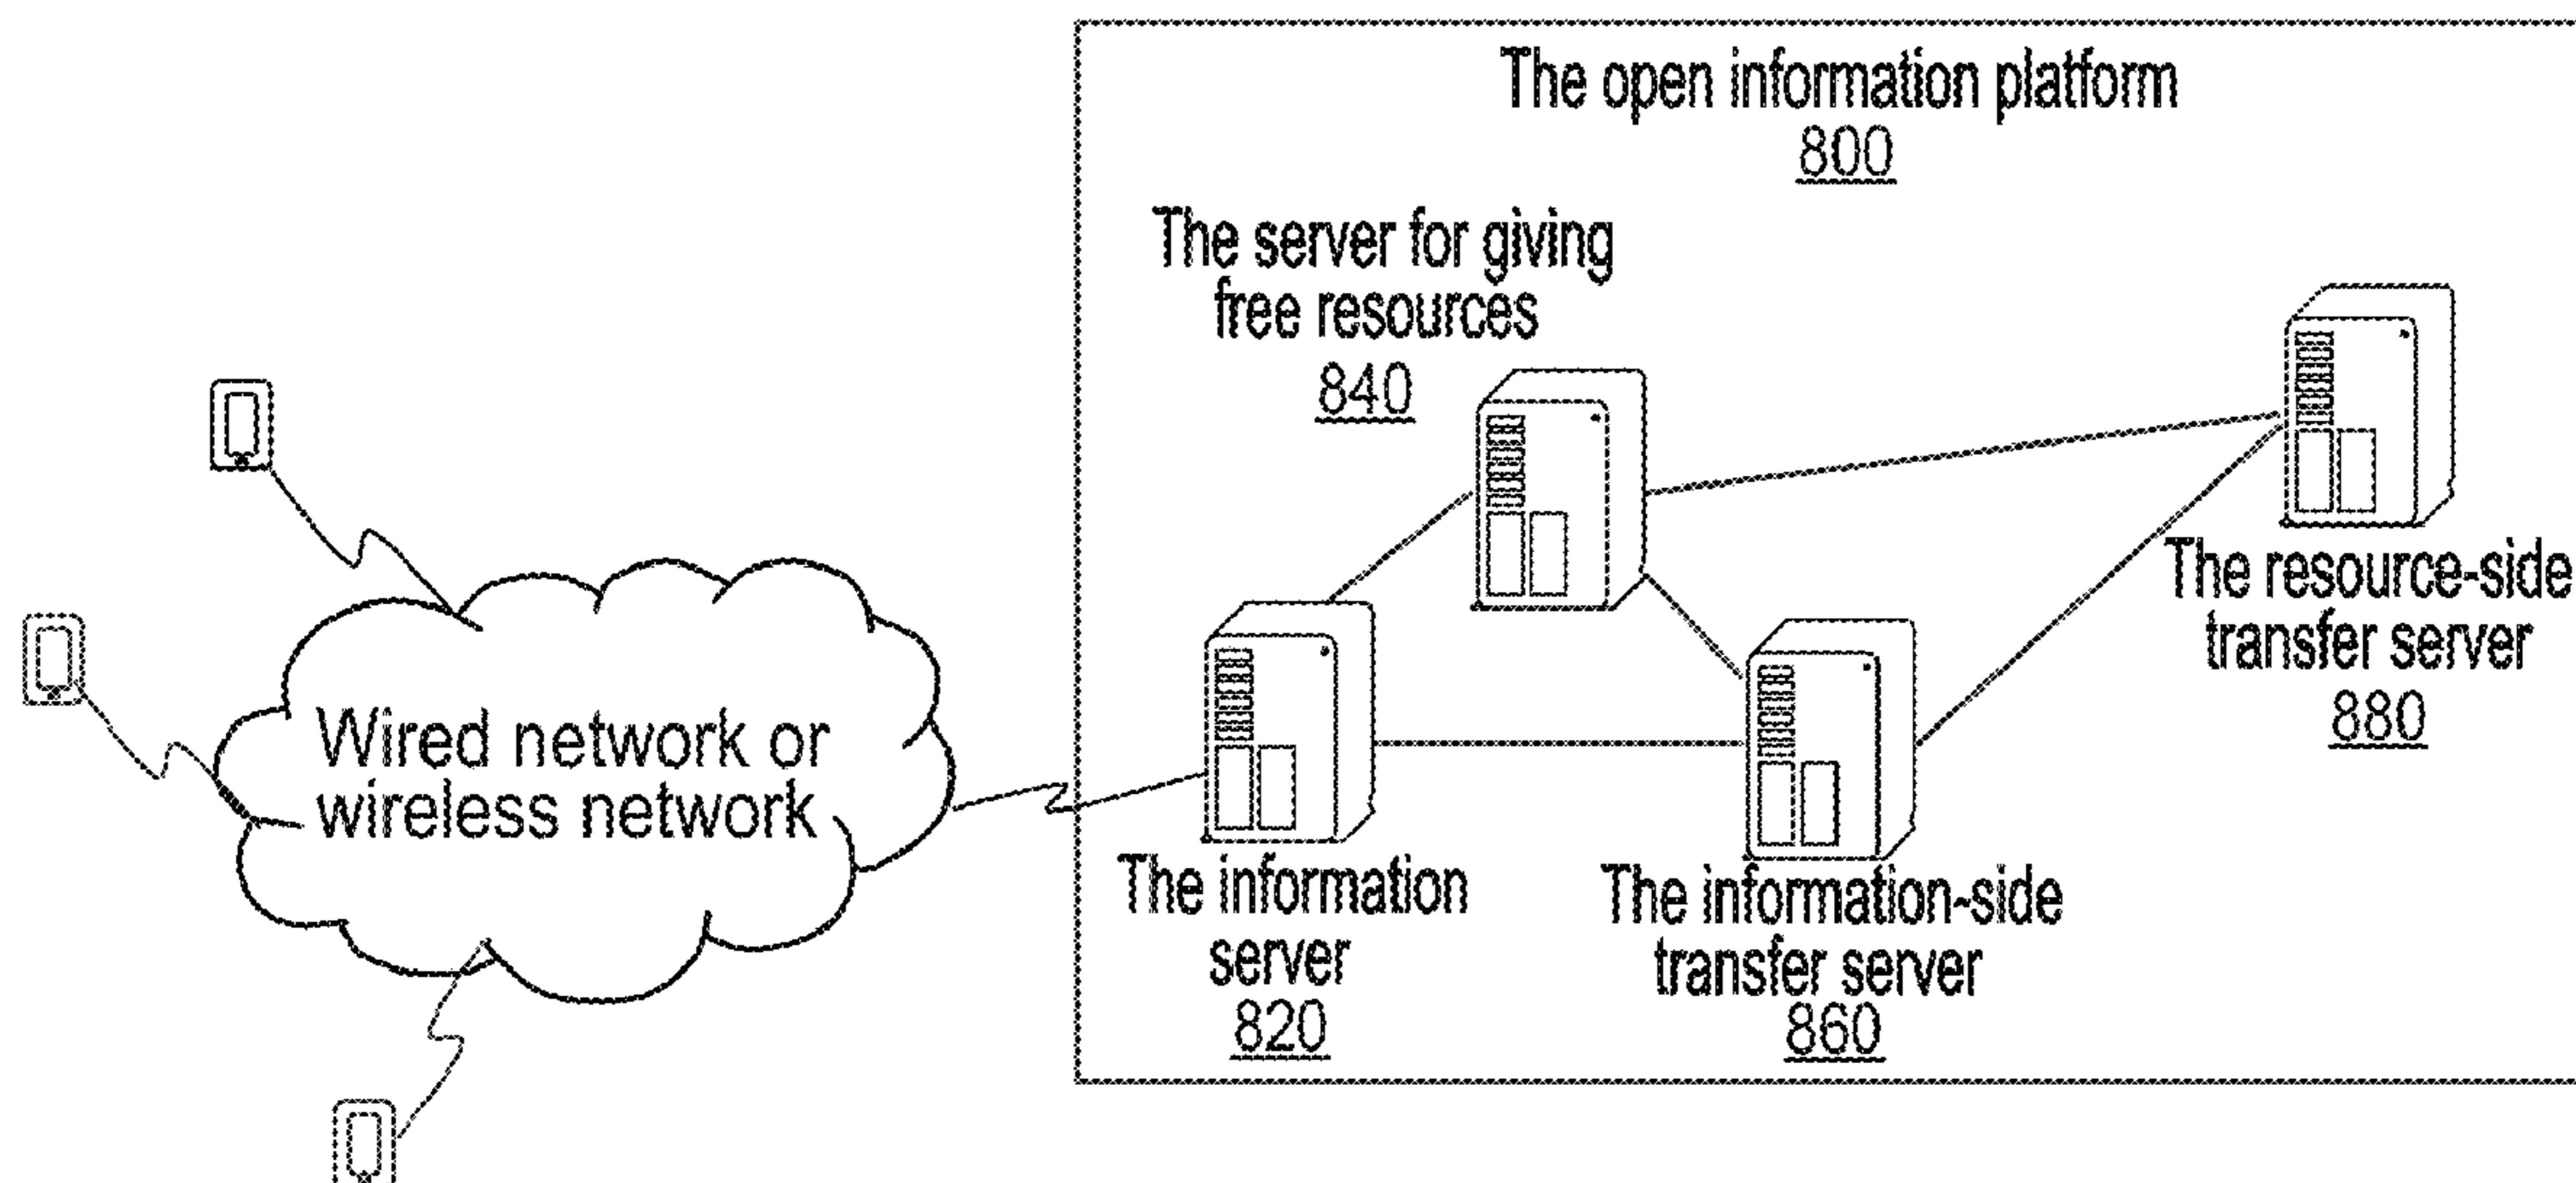 The open information platform
800
The server for giving
free resources
840
The resource-side
transfer server
880
Wired network or
wireless network
The information
server
820
The information-side
transfer server
860